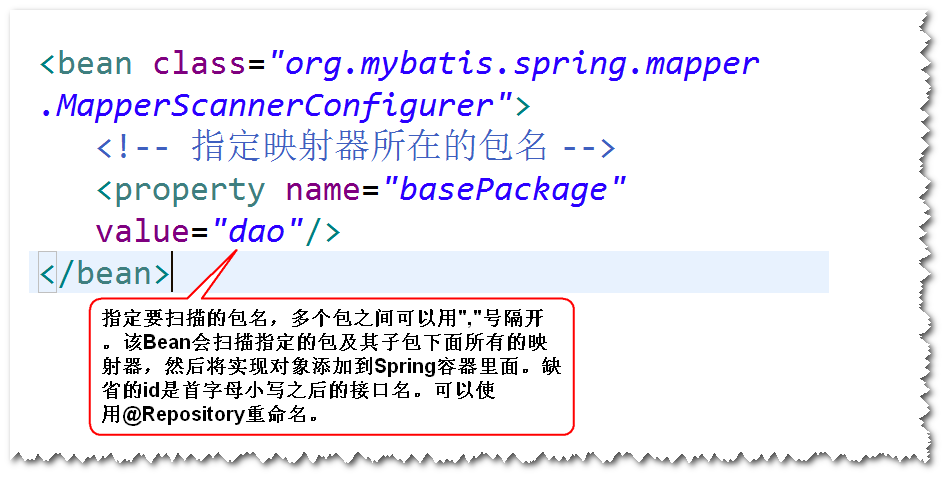 <bean class="org.mybatis.spring.mapper
.MapperScannerConfigurer">
<!-- 指定映射器所在的包名 -->
<property name="basePackage"
value="dao"/>
</bean>
指定要扫描的包名，多个包之间可以用","号隔开
。该Bean会扫描指定的包及其子包下面所有的映
射器，然后将实现对象添加到Spring容器里面。缺
省的id是首字母小写之后的接口名。可以使
用@Repository重命名。